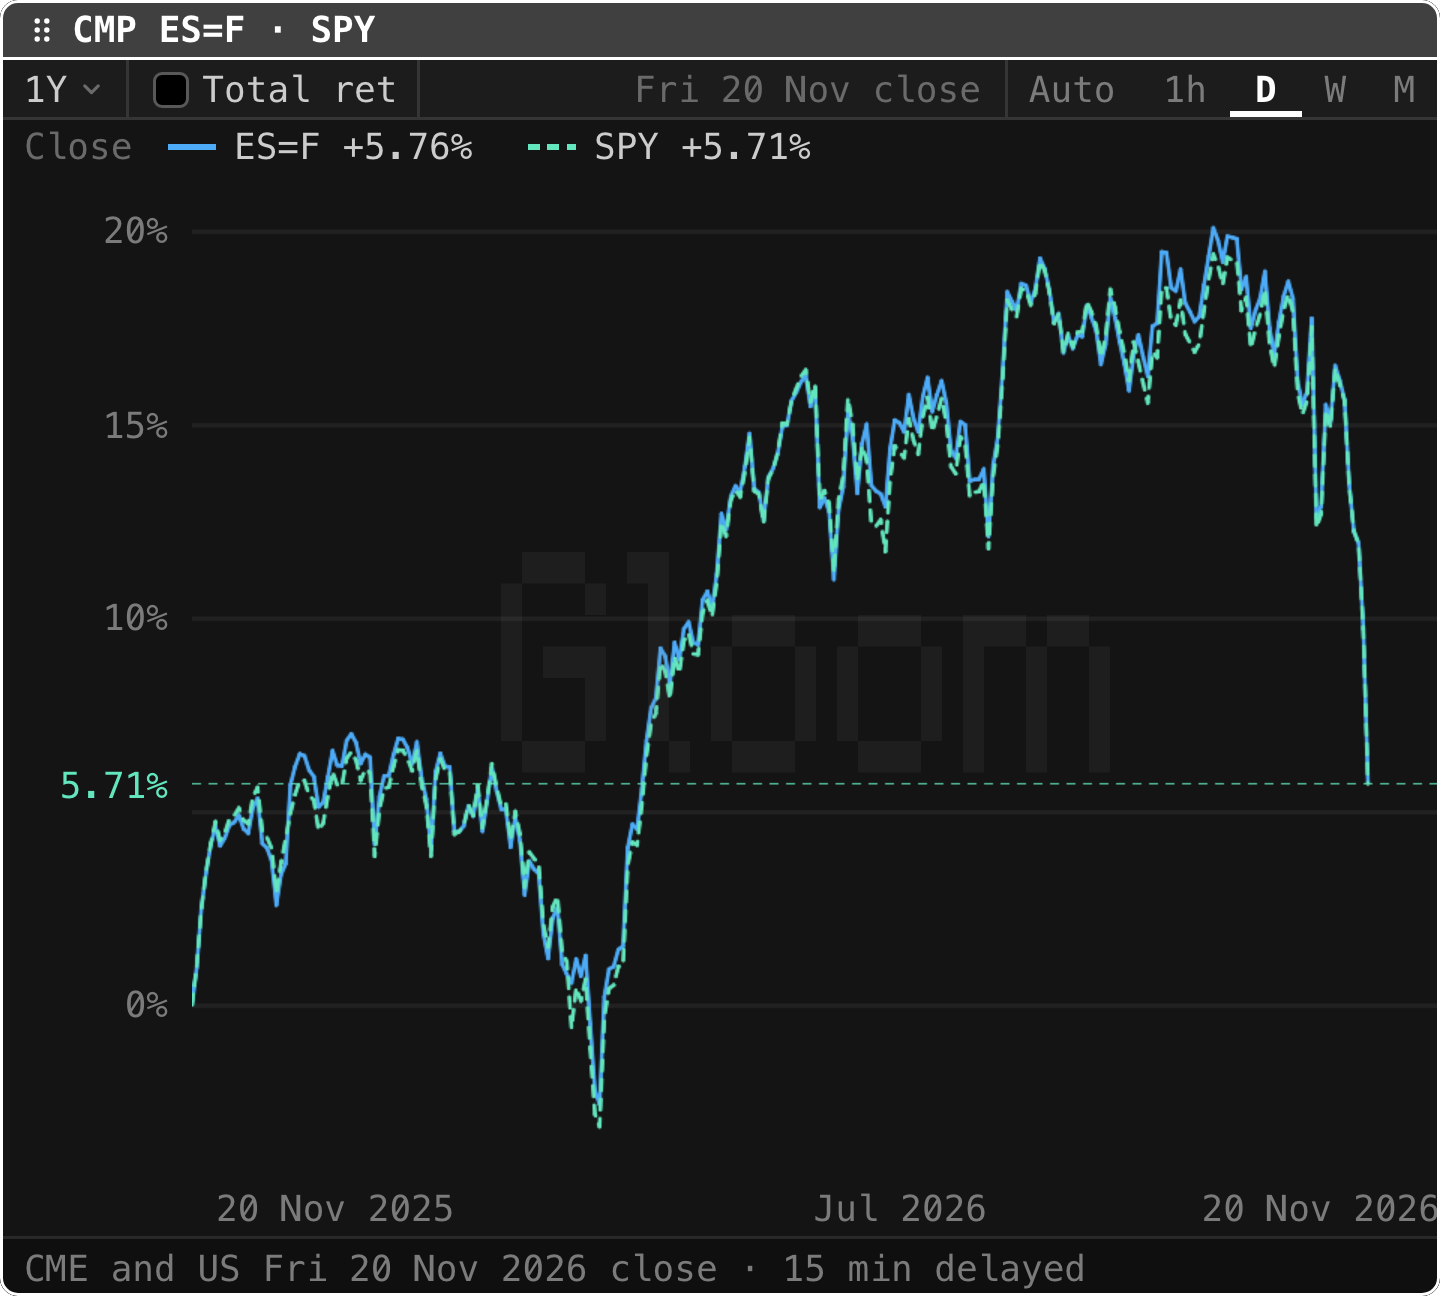 CMP ES=F · SPY
1Y Total ret Fri 20 Nov close Auto 1h D W M
Close ES=F +5.76% SPY +5.71%
20%
15%
10%
5.71%
0%
Gloom
20 Nov 2025 Jul 2026 20 Nov 2026
CME and US Fri 20 Nov 2026 close · 15 min delayed